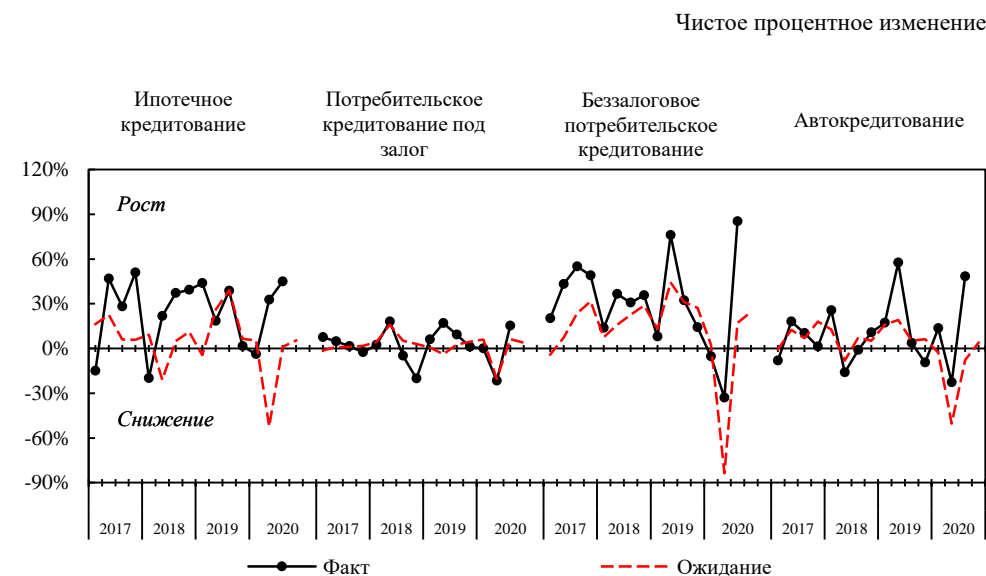 Чистое процентное изменение
Ипотечное
кредитование
Потребительское
кредитование под
залог
Беззалоговое
потребительское
кредитование
Автокредитование
120%
90%
60%
30%
0%
-30%
-60%
-90%
Рост
Снижение
2017 2018 2019 2020 2017 2018 2019 2020 2017 2018 2019 2020 2017 2018 2019 2020
Факт Ожидание